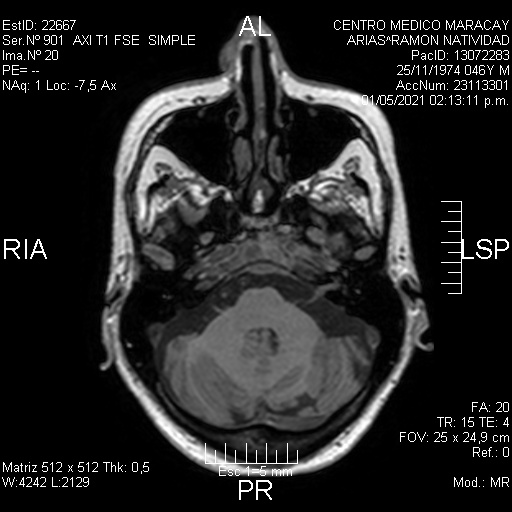 EstID: 22667
Ser.Nº 901 AXI T1 FSE SIMPLE
Ima.Nº 20
PE= --
NAq: 1 Loc: -7,5 Ax
AL
CENTRO MEDICO MARACAY
ARIAS^RAMON NATIVIDAD
PacID: 13072283
25/11/1974 046Y M
AccNum: 23113301
01/05/2021 02:13:11 p.m.
RIA
LSP
FA: 20
TR: 15 TE: 4
FOV: 25 x 24,9 cm
Ref.: 0
Matriz 512 x 512 Thk: 0,5
W:4242 L:2129
Esc 1=5 mm
PR
Mod.: MR